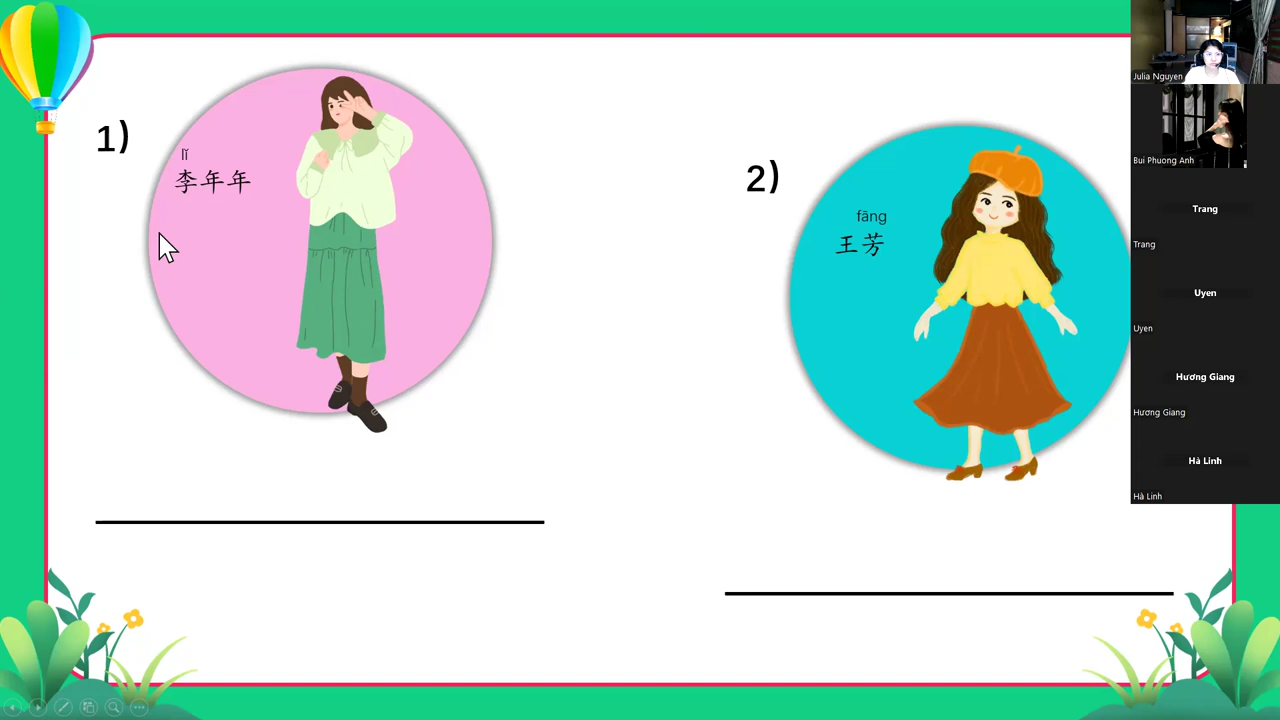 1)
lǐ
李年年
2)
fāng
王芳
Julia Nguyen
Bui Phuong Anh
Trang
Trang
Uyen
Uyen
Hương Giang
Hương Giang
Hà Linh
Hà Linh